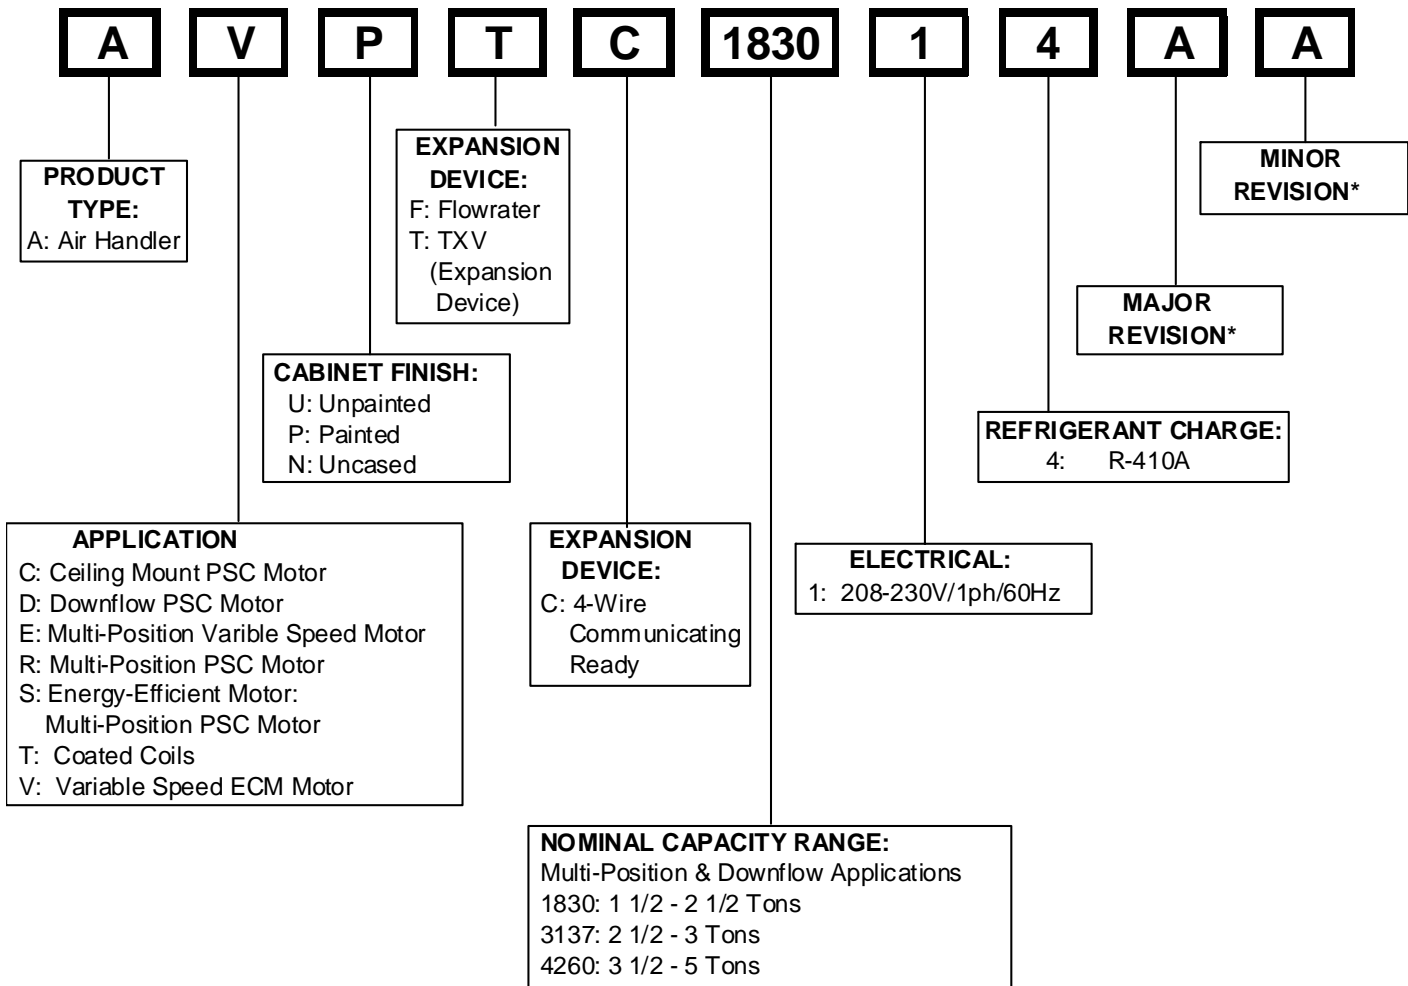 A V P T C 1830 1 4 A A
PRODUCT
TYPE:
A: Air Handler
EXPANSION
DEVICE:
F: Flowrater
T: TXV
(Expansion
Device)
MINOR
REVISION*
MAJOR
REVISION*
CABINET FINISH:
U: Unpainted
P: Painted
N: Uncased
REFRIGERANT CHARGE:
4: R-410A
APPLICATION
C: Ceiling Mount PSC Motor
D: Downflow PSC Motor
E: Multi-Position Varible Speed Motor
R: Multi-Position PSC Motor
S: Energy-Efficient Motor:
Multi-Position PSC Motor
T: Coated Coils
V: Variable Speed ECM Motor
EXPANSION
DEVICE:
C: 4-Wire
Communicating
Ready
ELECTRICAL:
1: 208-230V/1ph/60Hz
NOMINAL CAPACITY RANGE:
Multi-Position & Downflow Applications
1830: 1 1/2 - 2 1/2 Tons
3137: 2 1/2 - 3 Tons
4260: 3 1/2 - 5 Tons